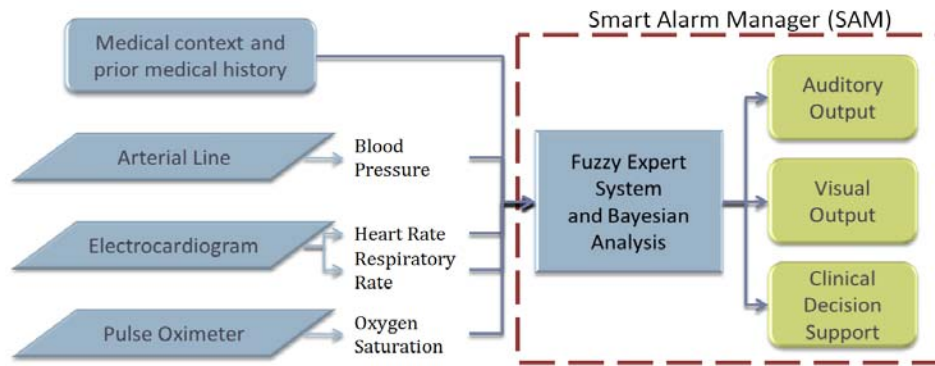 Smart Alarm Manager (SAM)
Medical context and
prior medical history
Arterial Line
Blood
Pressure
Electrocardiogram
Heart Rate
Respiratory
Rate
Pulse Oximeter
Oxygen
Saturation
Fuzzy Expert
System
and Bayesian
Analysis
Auditory
Output
Visual
Output
Clinical
Decision
Support